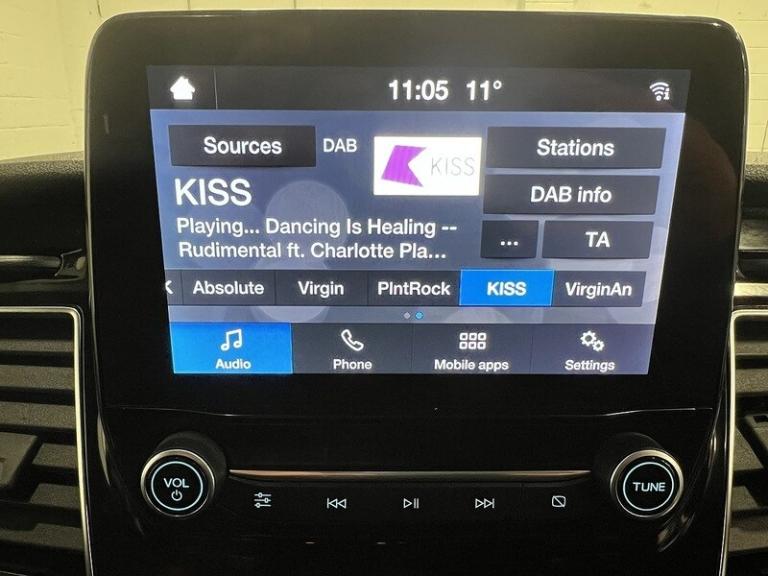 11:05 11°
Sources DAB KISS Stations
KISS DAB info
Playing... Dancing Is Healing --
Rudimental ft. Charlotte Pla...
... TA
K Absolute Virgin PlntRock KISS VirginAn
Audio Phone Mobile apps Settings
VOL TUNE